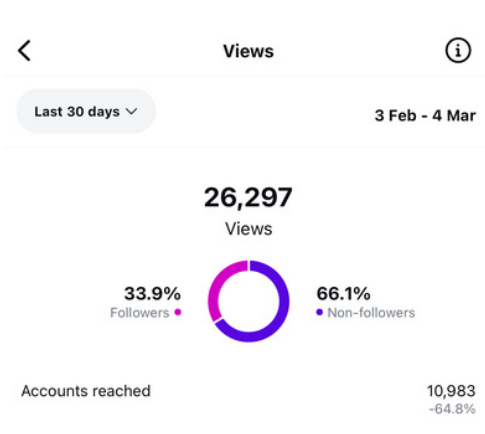 Views
Last 30 days
3 Feb - 4 Mar
26,297
Views
33.9%
Followers
66.1%
Non-followers
Accounts reached
10,983
-64.8%